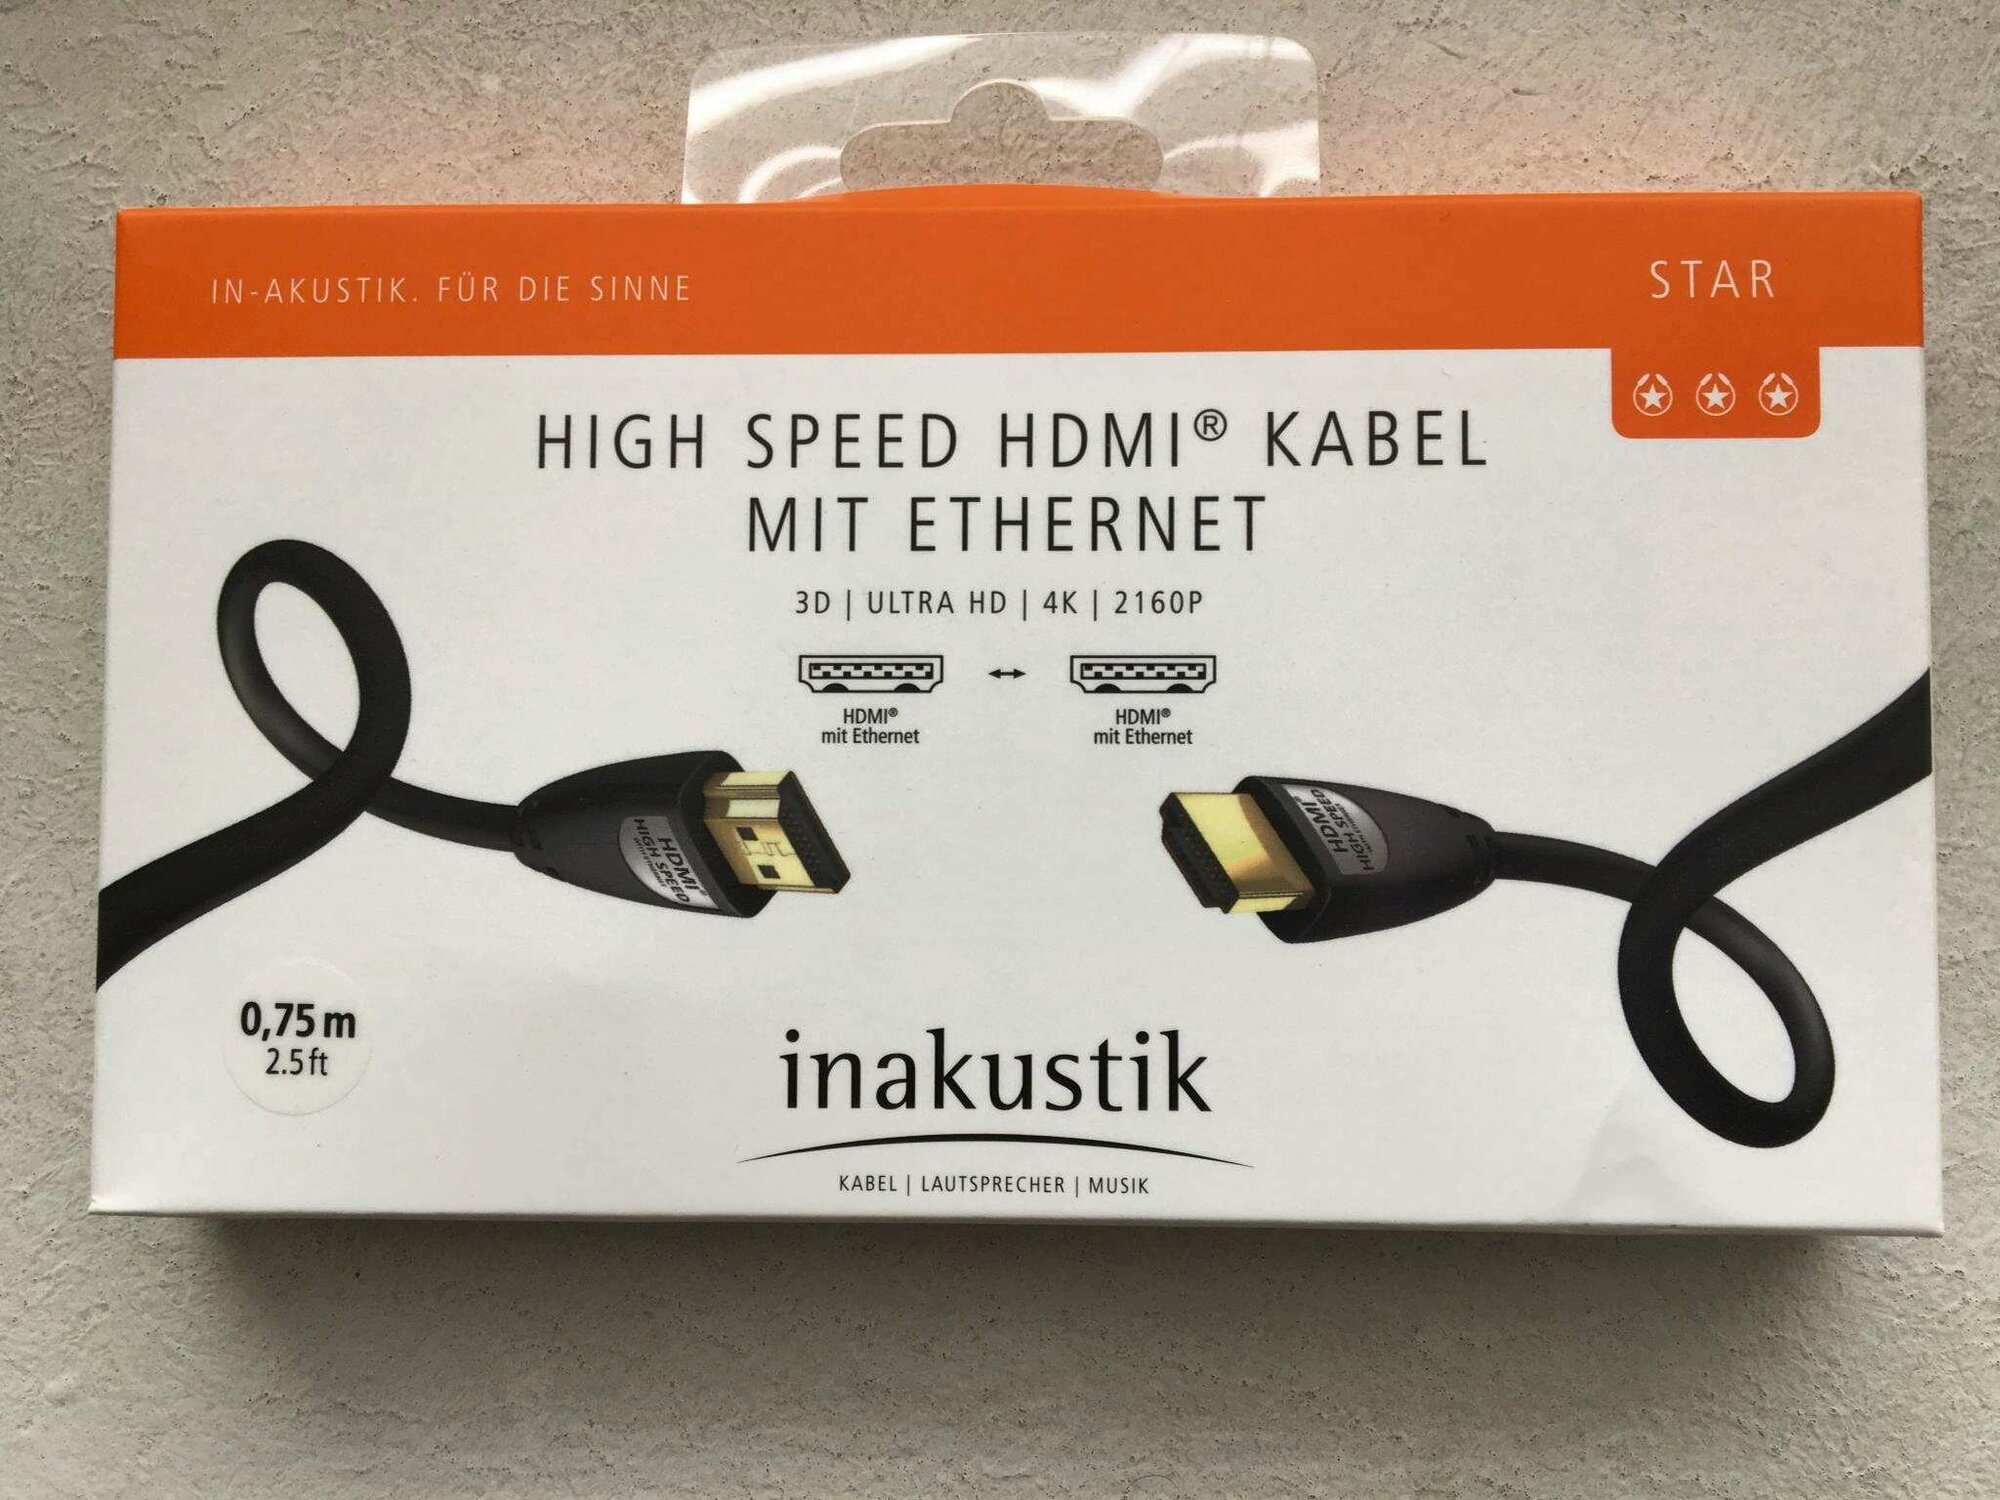 IN-AKUSTIK. FÜR DIE SINNE
STAR
HIGH SPEED HDMI® KABEL
MIT ETHERNET
3D | ULTRA HD | 4K | 2160P
HDMI®
mit Ethernet
HDMI®
mit Ethernet
HDMI®
HIGH SPEED
HDMI®
HIGH SPEED
0,75 m
2.5 ft
inakustik
KABEL | LAUTSPRECHER | MUSIK